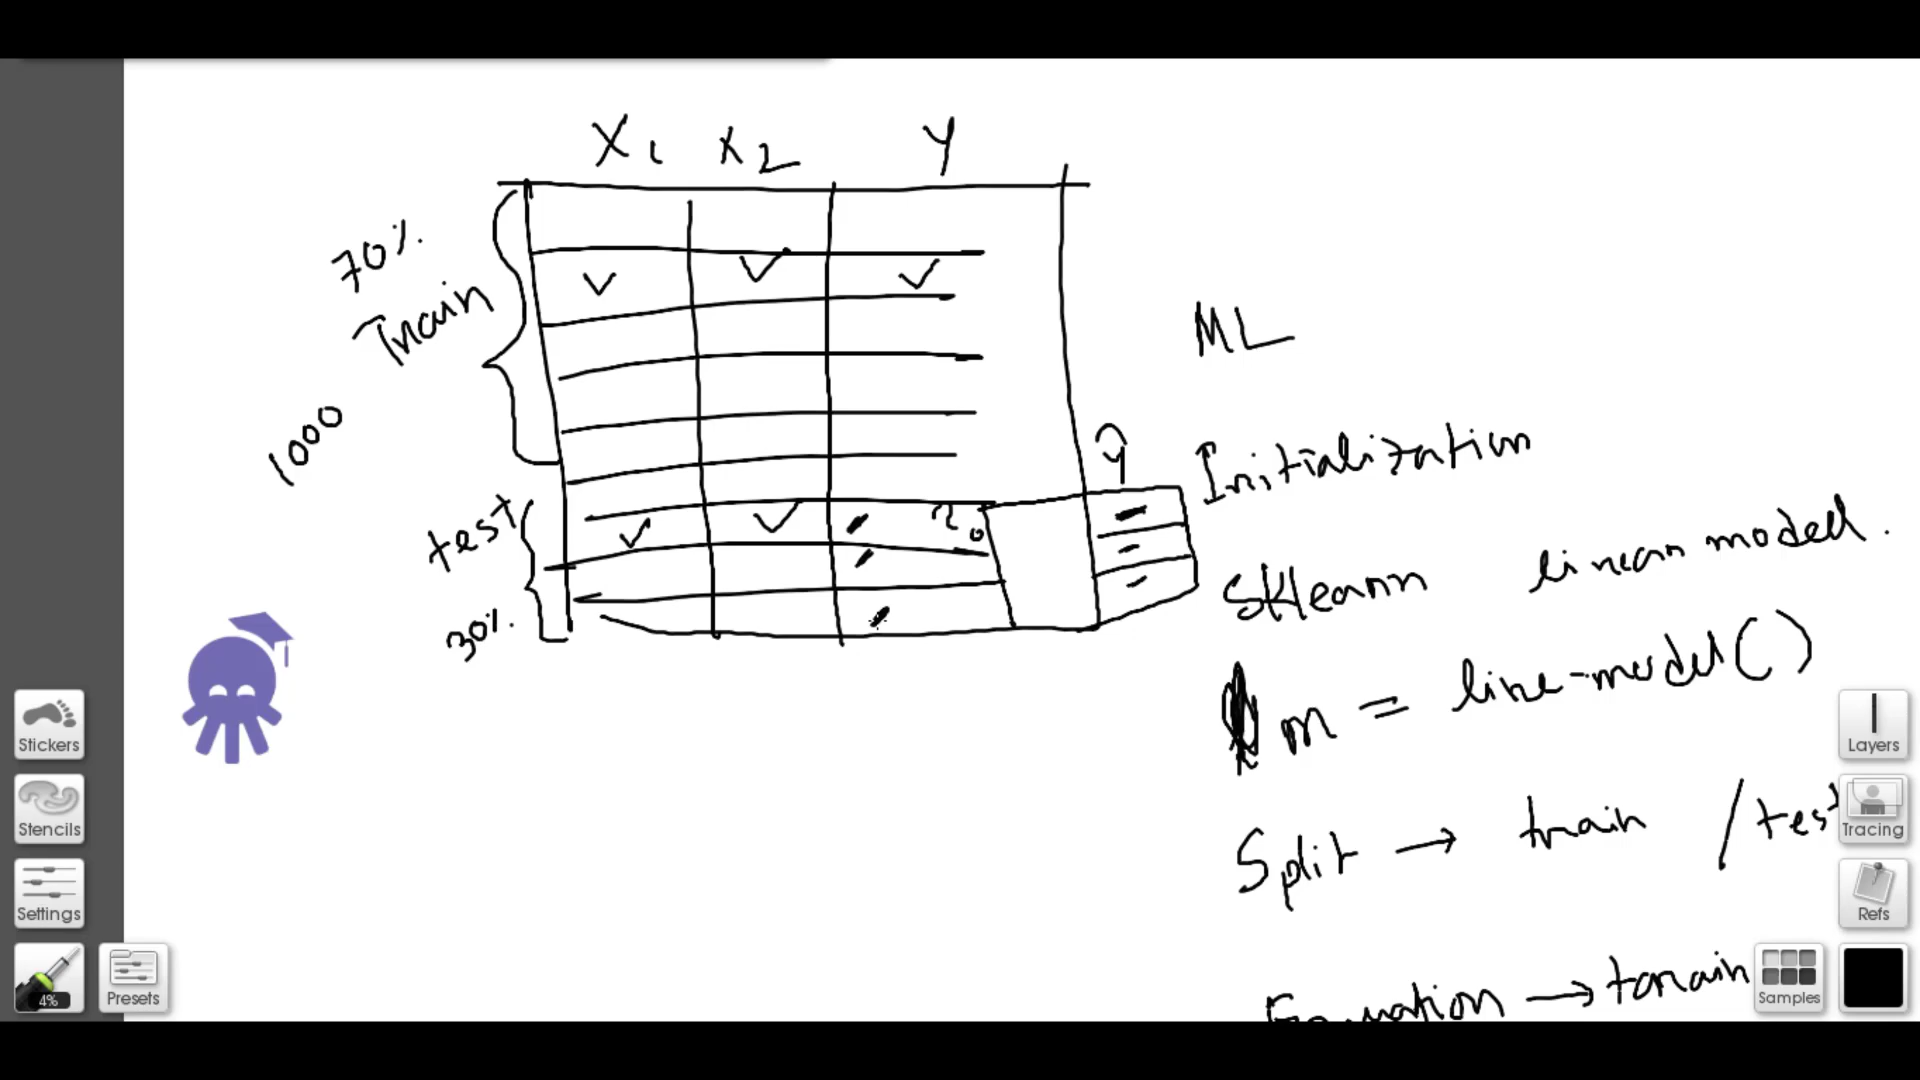 X1 X2 Y
70%
Train
1000
test
30%
?
ŷ
ML
Initialization
Sklearn linear model.
m = line-model()
Split → train / test
Equation → train
Stickers
Stencils
Settings
4%
Presets
Layers
Tracing
Refs
Samples